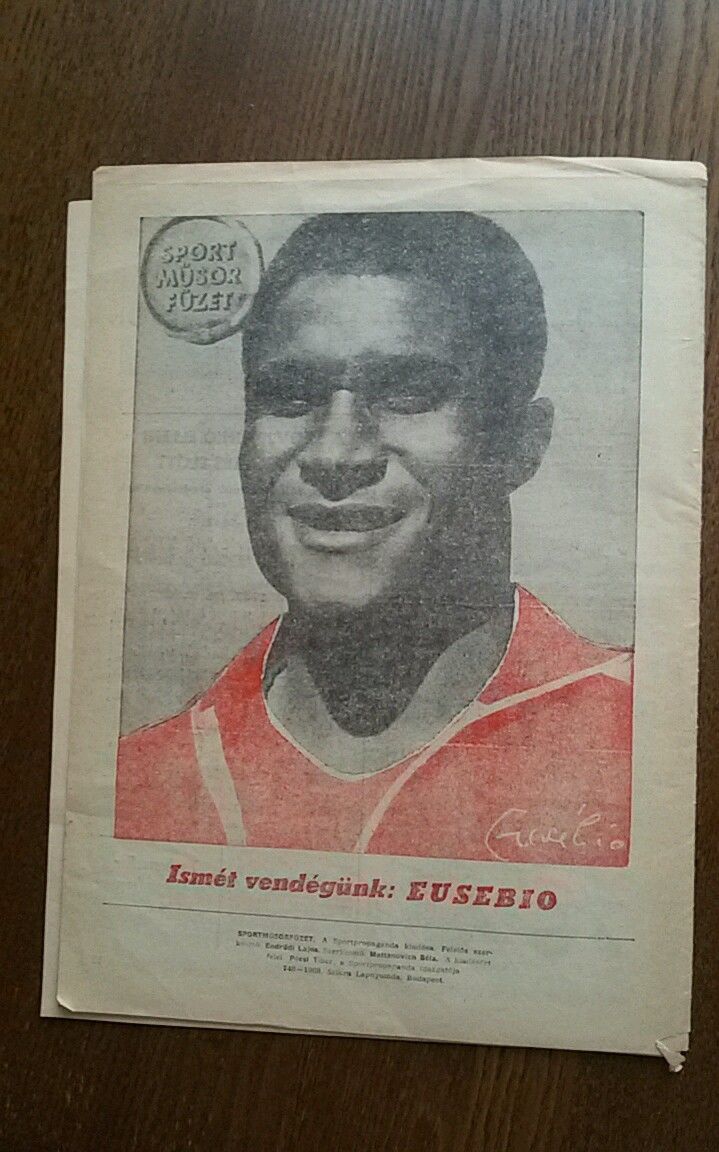 SPORT
MŰSOR
FÜZET
Eusébio
Ismét vendégünk: EUSEBIO
SPORTMŰSORFÜZET. A Sportpropaganda kiadása. Felelős szer-
kesztő: Endrődi Lajos. Szerkesztő: Mattanovich Béla. A kiadásért
felel: Pécsi Tibor, a Sportpropaganda igazgatója
Lapnyomda, Budapest.